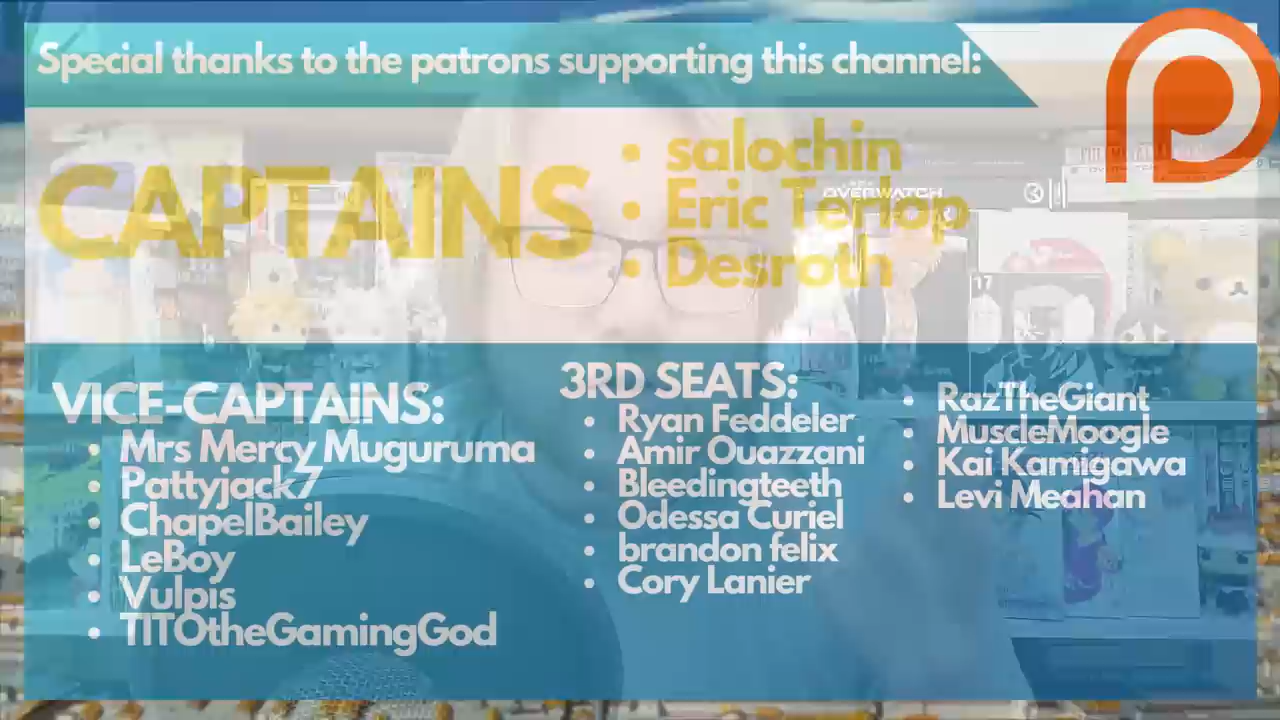 Special thanks to the patrons supporting this channel:
CAPTAINS
• salochin
• Eric Terlop
• Desroth
OVERWATCH
17
VICE-CAPTAINS:
• Mrs Mercy Muguruma
• Pattyjack7
• ChapelBailey
• LeBoy
• Vulpis
• TITOtheGamingGod
3RD SEATS:
• Ryan Feddeler
• Amir Ouazzani
• Bleedingteeth
• Odessa Curiel
• brandon felix
• Cory Lanier
• RazTheGiant
• MuscleMoogle
• Kai Kamigawa
• Levi Meahan